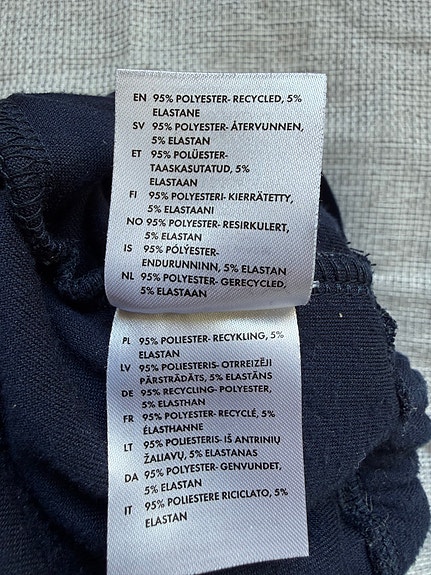 EN 95% POLYESTER- RECYCLED, 5%
ELASTANE
SV 95% POLYESTER- ÅTERVUNNEN,
5% ELASTAN
ET 95% POLÜESTER-
TAASKASUTATUD, 5%
ELASTAAN
FI 95% POLYESTERI- KIERRÄTETTY,
5% ELASTAANI
NO 95% POLYESTER- RESIRKULERT,
5% ELASTAN
IS 95% PÓLÝESTER-
ENDURUNNINN, 5% ELASTAN
NL 95% POLYESTER- GERECYCLED,
5% ELASTAAN
PL 95% POLIESTER- RECYKLING, 5%
ELASTAN
LV 95% POLIESTERIS- OTRREIZĒJI
PĀRSTRĀDĀTS, 5% ELASTĀNS
DE 95% RECYCLING- POLYESTER,
5% ELASTHAN
FR 95% POLYESTER- RECYCLÉ, 5%
ÉLASTHANNE
LT 95% POLIESTERIS- IŠ ANTRINIŲ
ŽALIAVŲ, 5% ELASTANAS
DA 95% POLYESTER- GENVUNDET,
5% ELASTAN
IT 95% POLIESTERE RICICLATO, 5%
ELASTAN